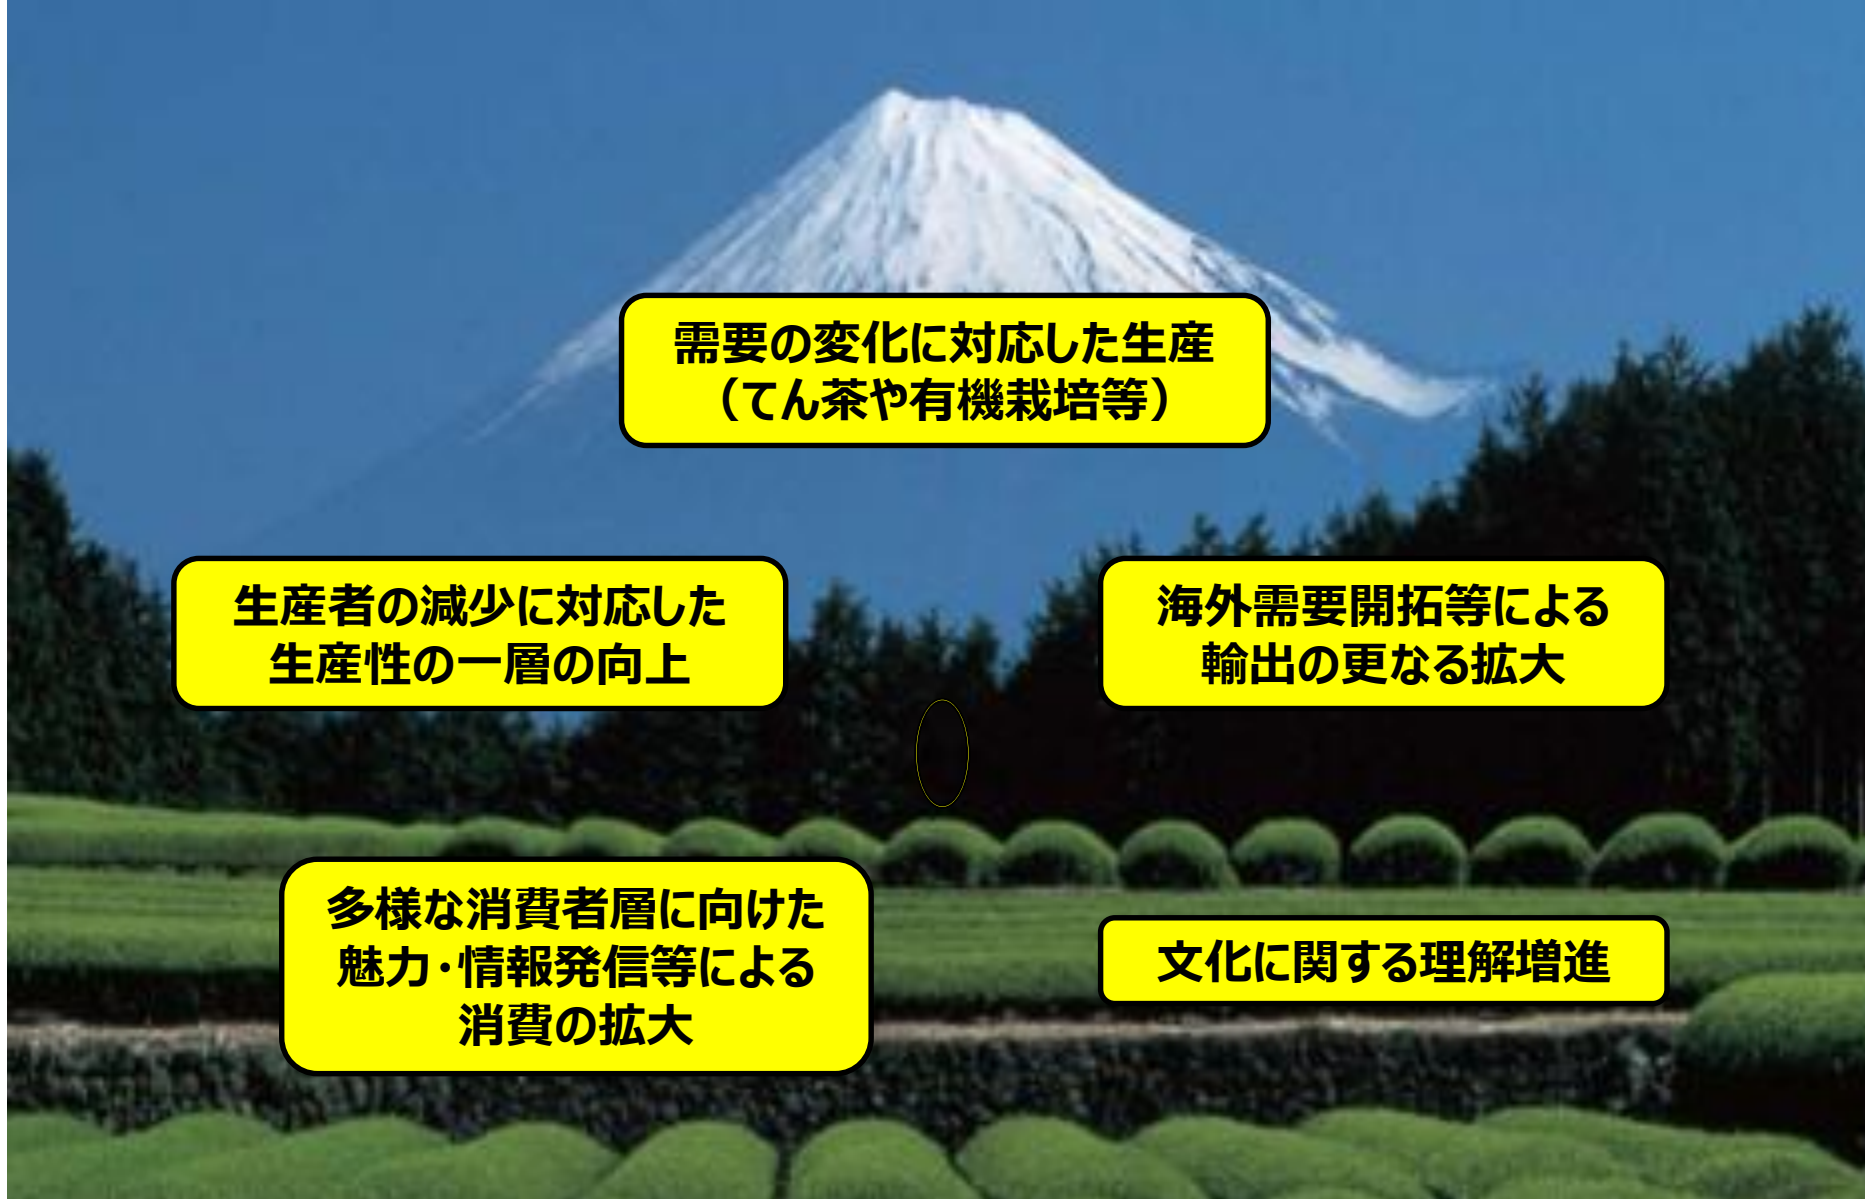 需要の変化に対応した生産
（てん茶や有機栽培等）
生産者の減少に対応した
生産性の一層の向上
海外需要開拓等による
輸出の更なる拡大
多様な消費者層に向けた
魅力・情報発信等による
消費の拡大
文化に関する理解増進